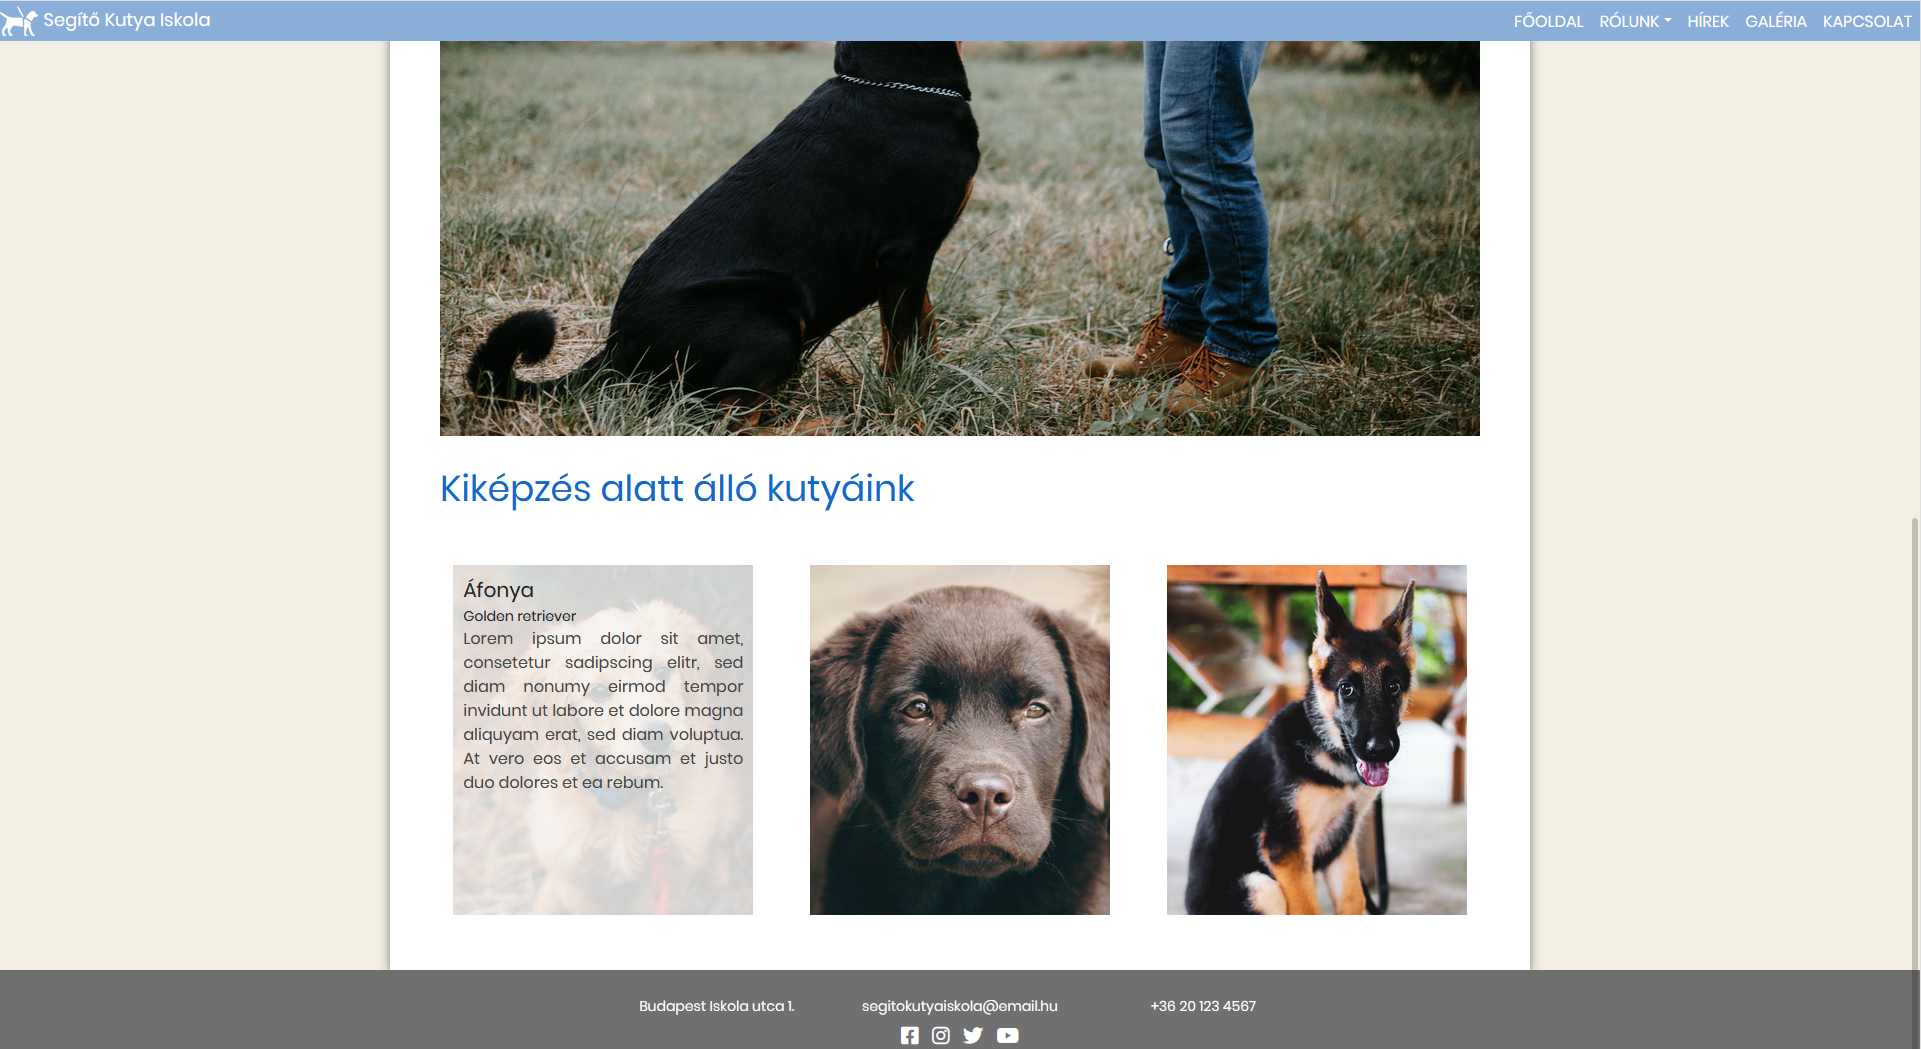 Segítő Kutya Iskola
FŐOLDAL RÓLUNK HÍREK GALÉRIA KAPCSOLAT
Kiképzés alatt álló kutyáink
Áfonya
Golden retriever
Lorem ipsum dolor sit amet,
consetetur sadipscing elitr, sed
diam nonumy eirmod tempor
invidunt ut labore et dolore magna
aliquyam erat, sed diam voluptua.
At vero eos et accusam et justo
duo dolores et ea rebum.
Budapest Iskola utca 1. segitokutyaiskola@email.hu +36 20 123 4567